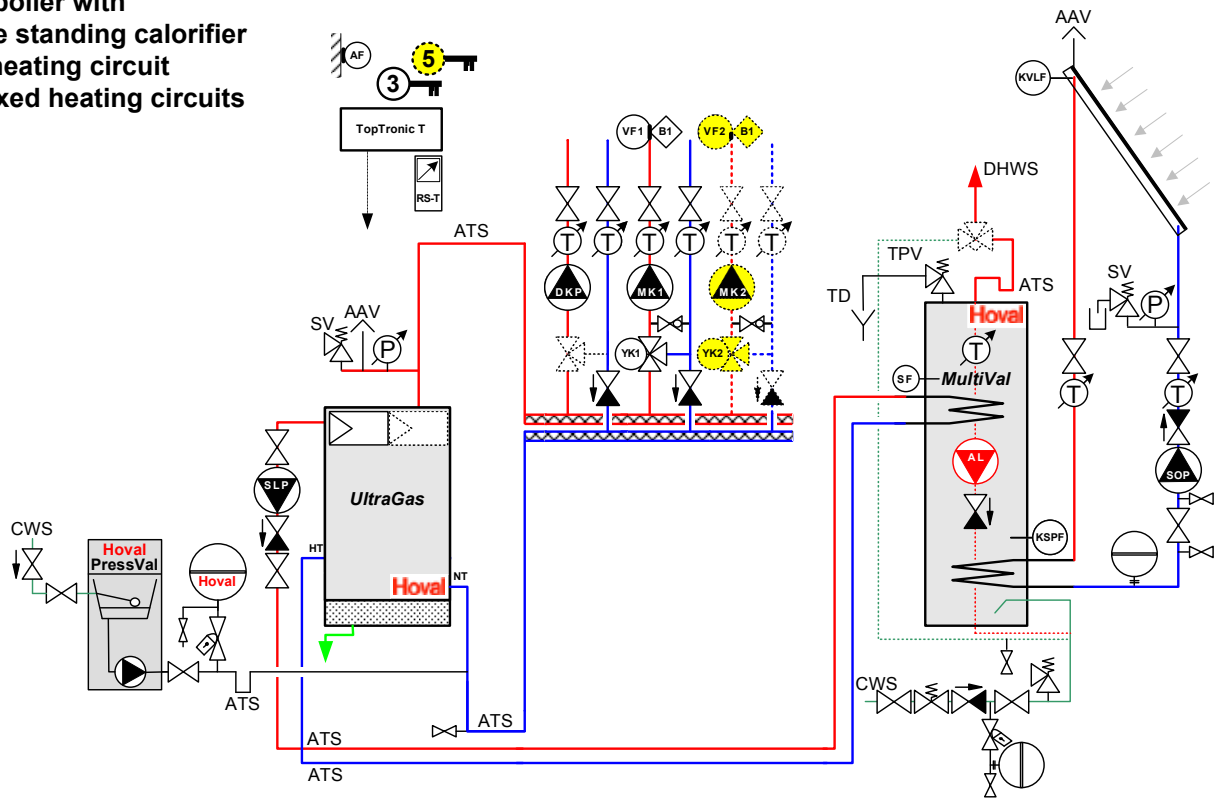 boiler with
e standing calorifier
heating circuit
xed heating circuits
AF
5
3
TopTronic T
RS-T
ATS
VF1
B1
VF2
B1
T
T
T
T
T
T
DKP
MK1
MK2
YK1
YK2
SV
AAV
P
AAV
KVLF
DHWS
TPV
ATS
TD
SV
P
Hoval
T
SF
MultiVal
T
T
AL
SOP
KSPF
UltraGas
SLP
HT
NT
Hoval
CWS
Hoval
PressVal
Hoval
ATS
ATS
ATS
ATS
CWS